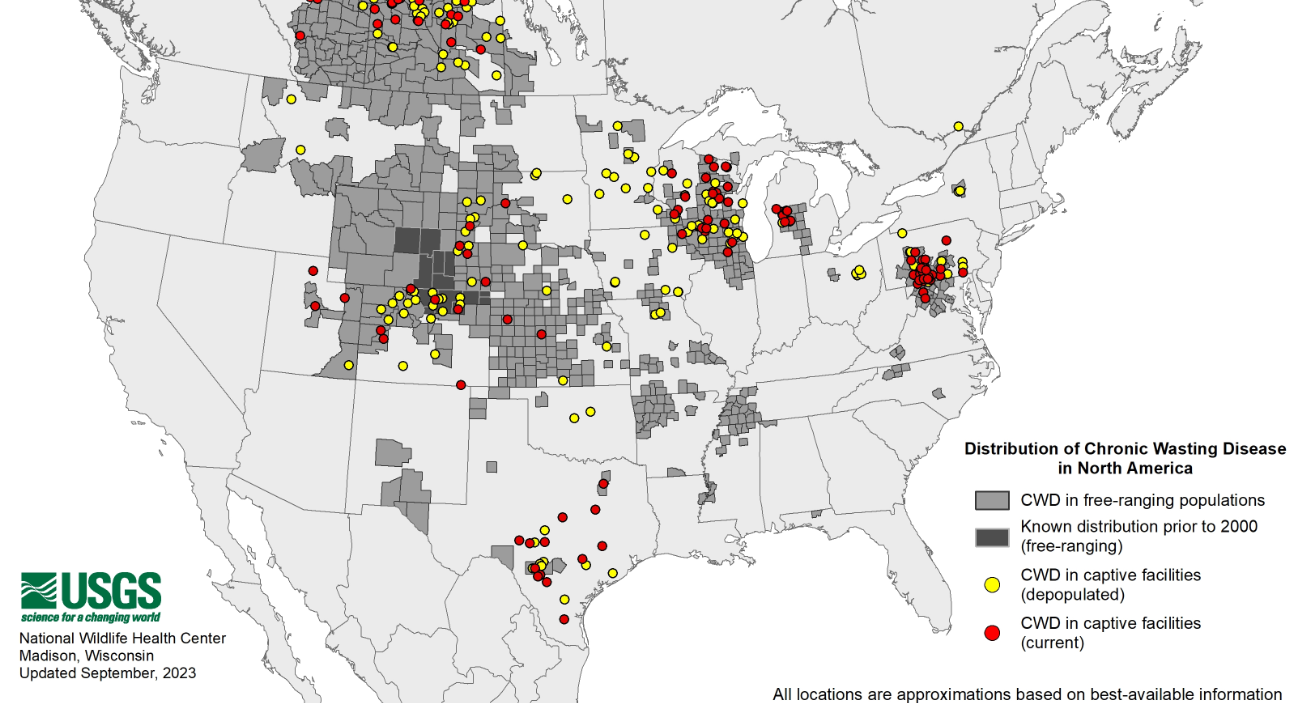 Distribution of Chronic Wasting Disease
in North America
CWD in free-ranging populations
Known distribution prior to 2000
(free-ranging)
CWD in captive facilities
(depopulated)
CWD in captive facilities
(current)
USGS
science for a changing world
National Wildlife Health Center
Madison, Wisconsin
Updated September, 2023
All locations are approximations based on best-available information